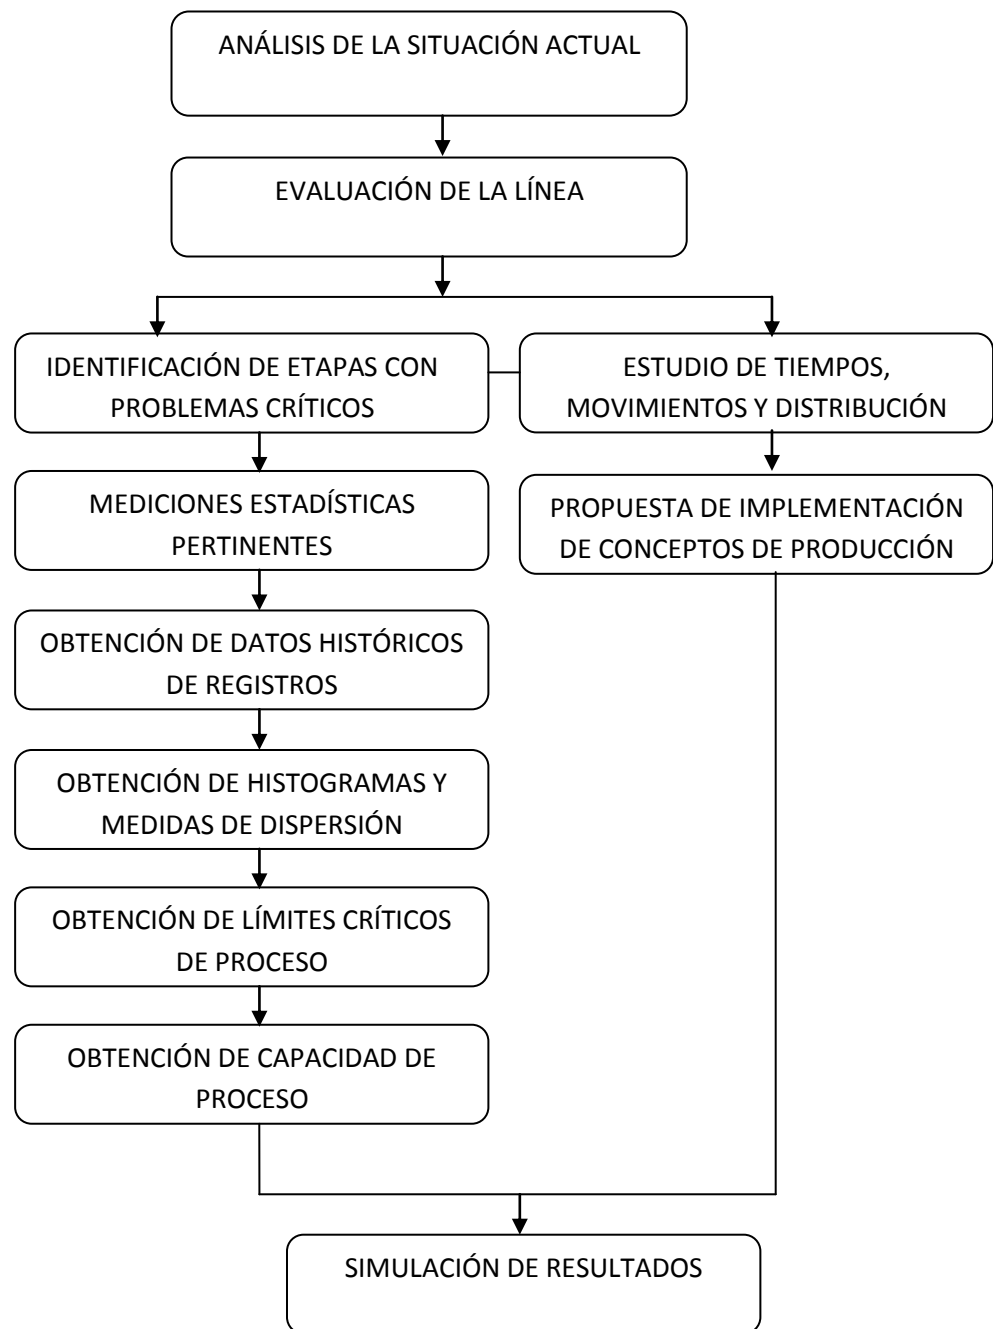 ANÁLISIS DE LA SITUACIÓN ACTUAL
EVALUACIÓN DE LA LÍNEA
IDENTIFICACIÓN DE ETAPAS CON
PROBLEMAS CRÍTICOS
ESTUDIO DE TIEMPOS,
MOVIMIENTOS Y DISTRIBUCIÓN
MEDICIONES ESTADÍSTICAS
PERTINENTES
PROPUESTA DE IMPLEMENTACIÓN
DE CONCEPTOS DE PRODUCCIÓN
OBTENCIÓN DE DATOS HISTÓRICOS
DE REGISTROS
OBTENCIÓN DE HISTOGRAMAS Y
MEDIDAS DE DISPERSIÓN
OBTENCIÓN DE LÍMITES CRÍTICOS
DE PROCESO
OBTENCIÓN DE CAPACIDAD DE
PROCESO
SIMULACIÓN DE RESULTADOS